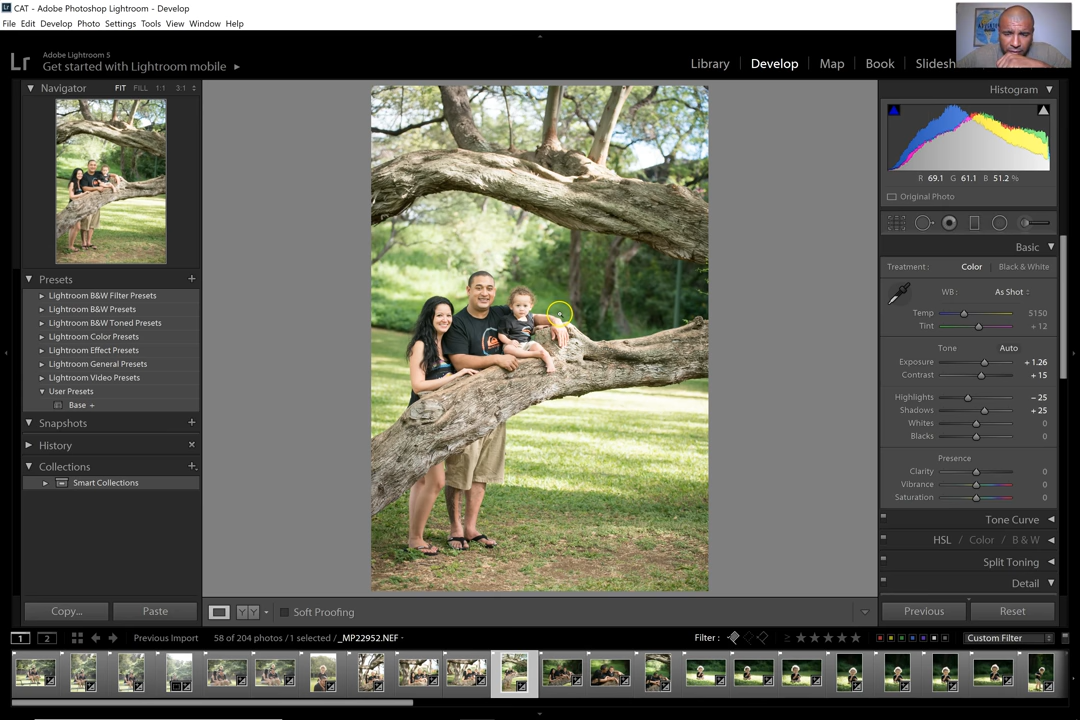 CAT - Adobe Photoshop Lightroom - Develop
File Edit Develop Photo Settings Tools View Window Help
Lr
Adobe Lightroom 5
Get started with Lightroom mobile
Library | Develop | Map | Book | Slidesh
Navigator FIT FILL 1:1 3:1
Histogram
R 69.1 G 61.1 B 51.2 %
Original Photo
Basic
Treatment : Color | Black & White
WB : As Shot
Temp 5150
Tint + 12
Tone Auto
Exposure + 1.26
Contrast + 15
Highlights − 25
Shadows + 25
Whites 0
Blacks 0
Presence
Clarity 0
Vibrance 0
Saturation 0
Tone Curve
HSL / Color / B & W
Split Toning
Detail
Presets +
Lightroom B&W Filter Presets
Lightroom B&W Presets
Lightroom B&W Toned Presets
Lightroom Color Presets
Lightroom Effect Presets
Lightroom General Presets
Lightroom Video Presets
User Presets
Base +
Snapshots +
History ×
Collections +
Smart Collections
Copy... Paste
YY Soft Proofing
Previous Reset
1 2 Previous Import 58 of 204 photos / 1 selected / _MP22952.NEF
Filter : ≥ Custom Filter